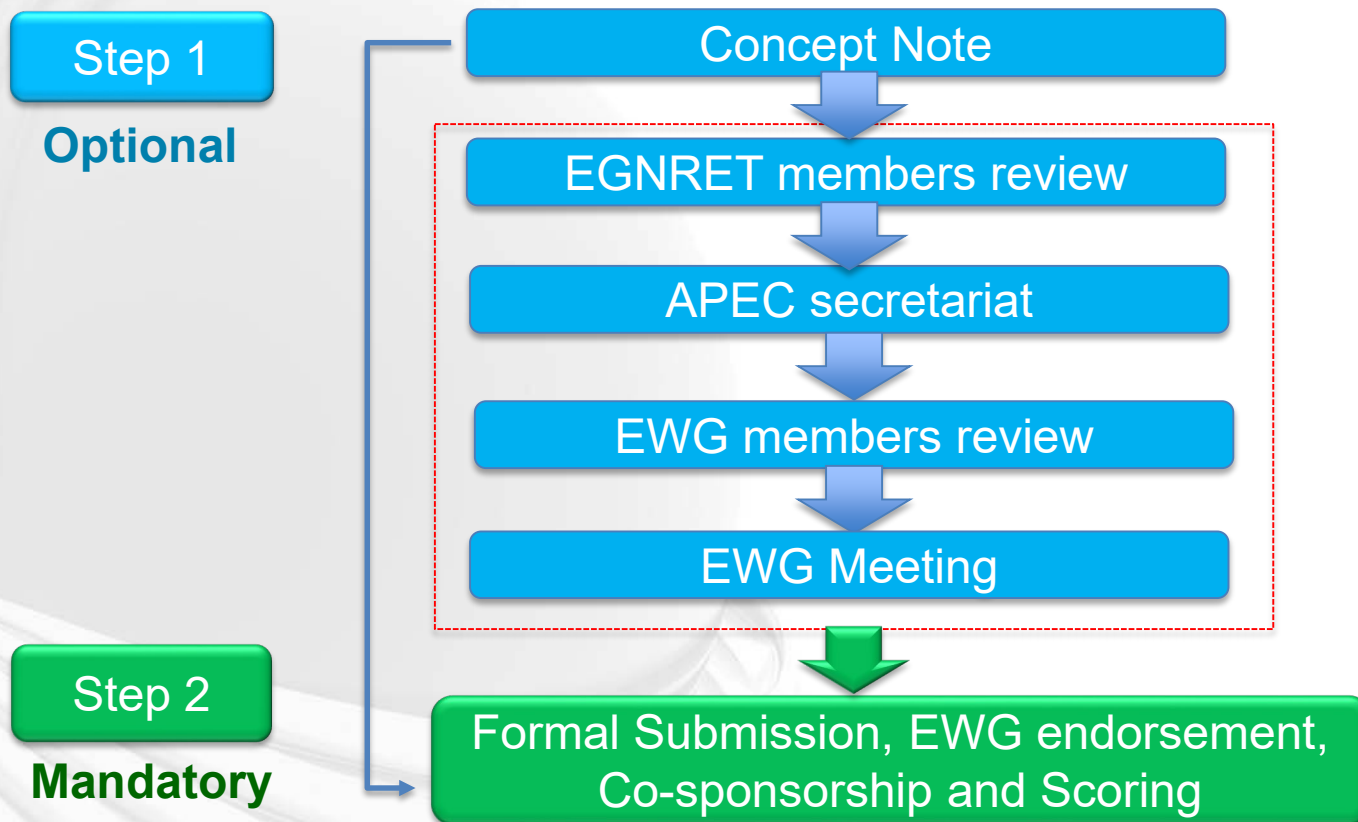 Step 1
Optional
Concept Note
EGNRET members review
APEC secretariat
EWG members review
EWG Meeting
Step 2
Mandatory
Formal Submission, EWG endorsement,
Co-sponsorship and Scoring